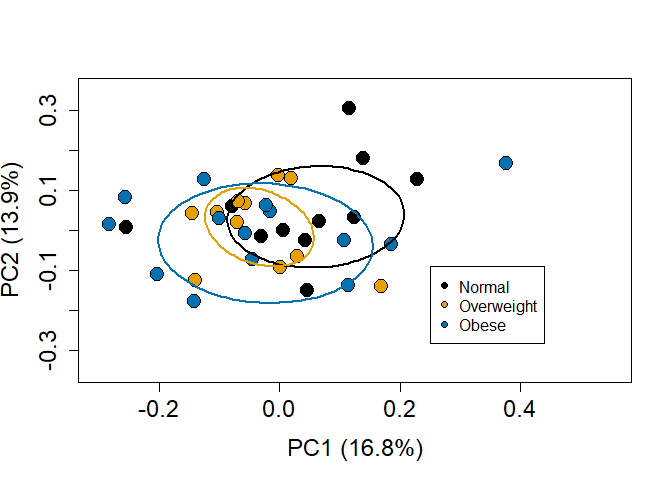 0.3
0.1
-0.1
-0.3
PC2 (13.9%)
Normal
Overweight
Obese
-0.2 0.0 0.2 0.4
PC1 (16.8%)